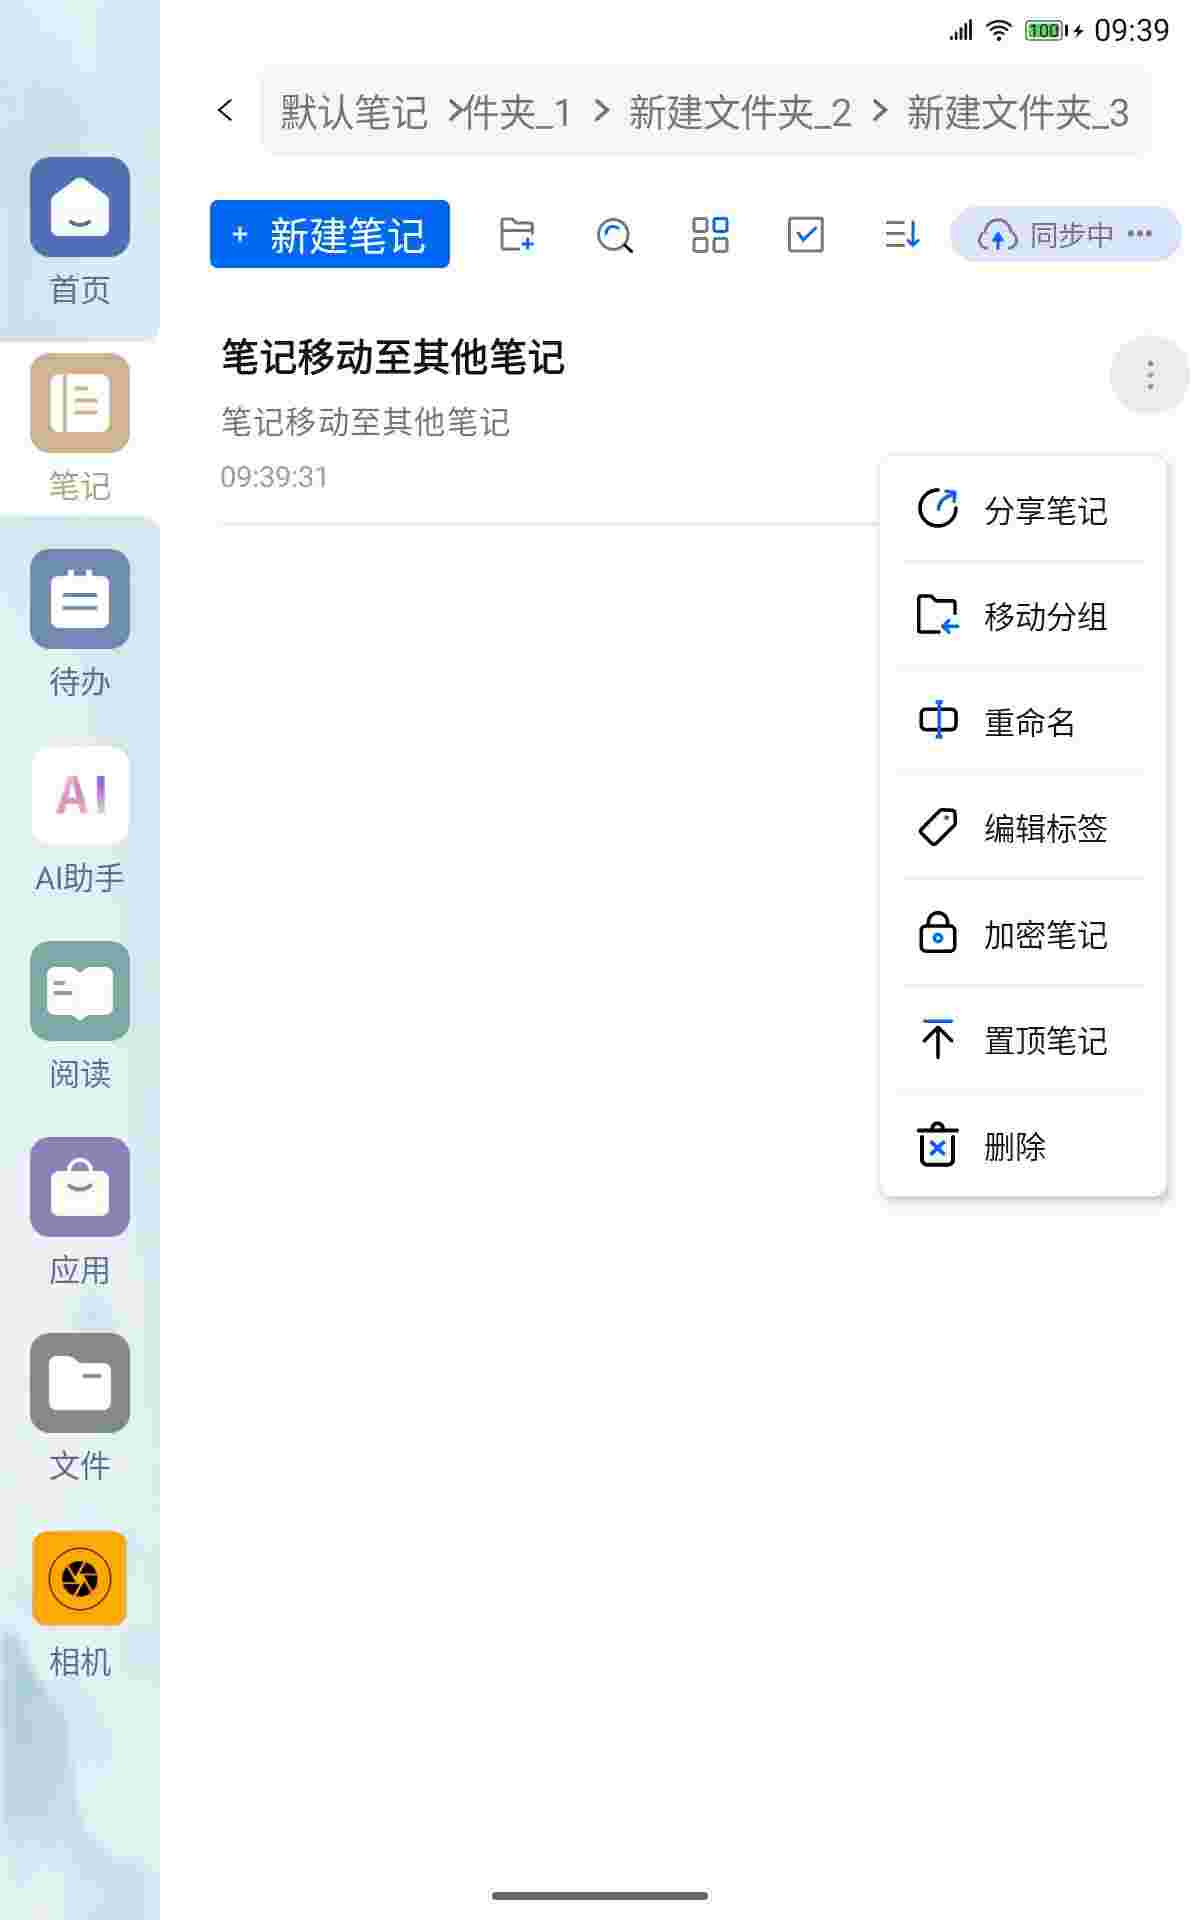 100 09:39
默认笔记 > 件夹_1 > 新建文件夹_2 > 新建文件夹_3
+ 新建笔记
同步中 •••
首页
笔记
待办
AI
AI助手
阅读
应用
文件
相机
笔记移动至其他笔记
笔记移动至其他笔记
09:39:31
分享笔记
移动分组
重命名
编辑标签
加密笔记
置顶笔记
删除